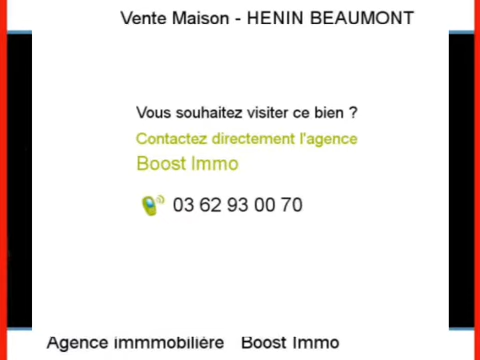 Vente Maison - HENIN BEAUMONT
Vous souhaitez visiter ce bien ?
Contactez directement l'agence
Boost Immo
03 62 93 00 70
Agence immmobilière Boost Immo